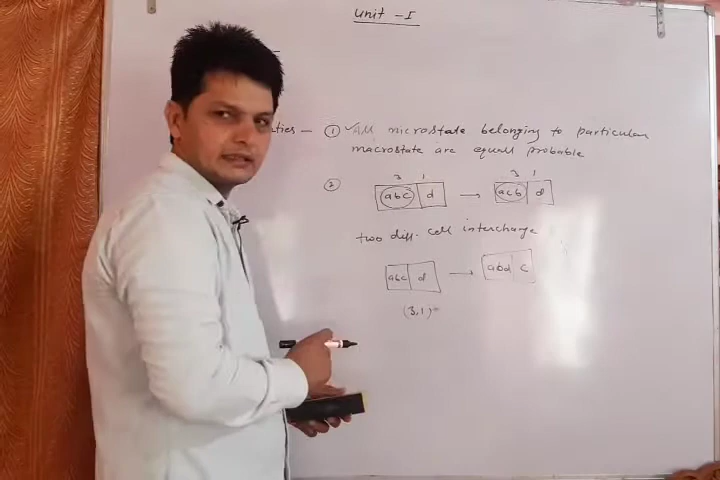 Unit - I
ties - ① ✓All microstate belonging to particular
macrostate are equall probable
② 3 1 3 1
abc d → acb d
two diff. cell interchange
abc d → abd c
(3,1)